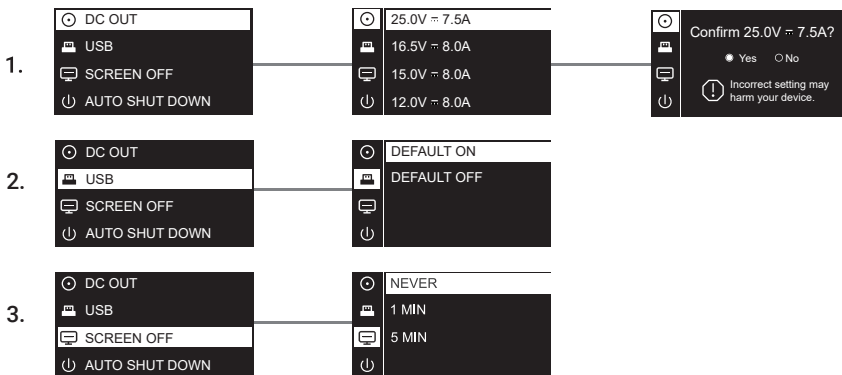 1.
DC OUT
USB
SCREEN OFF
AUTO SHUT DOWN
25.0V ⎓ 7.5A
16.5V ⎓ 8.0A
15.0V ⎓ 8.0A
12.0V ⎓ 8.0A
Confirm 25.0V ⎓ 7.5A?
Yes No
Incorrect setting may
harm your device.
2.
DC OUT
USB
SCREEN OFF
AUTO SHUT DOWN
DEFAULT ON
DEFAULT OFF
3.
DC OUT
USB
SCREEN OFF
AUTO SHUT DOWN
NEVER
1 MIN
5 MIN